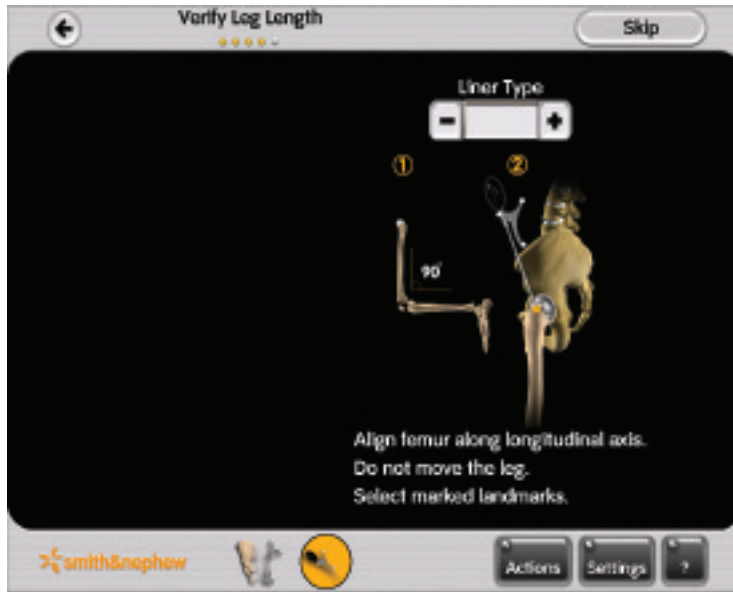 Verify Leg Length
Skip
Liner Type
1
2
90°
Align femur along longitudinal axis.
Do not move the leg.
Select marked landmarks.
smith&nephew
Actions
Settings
?